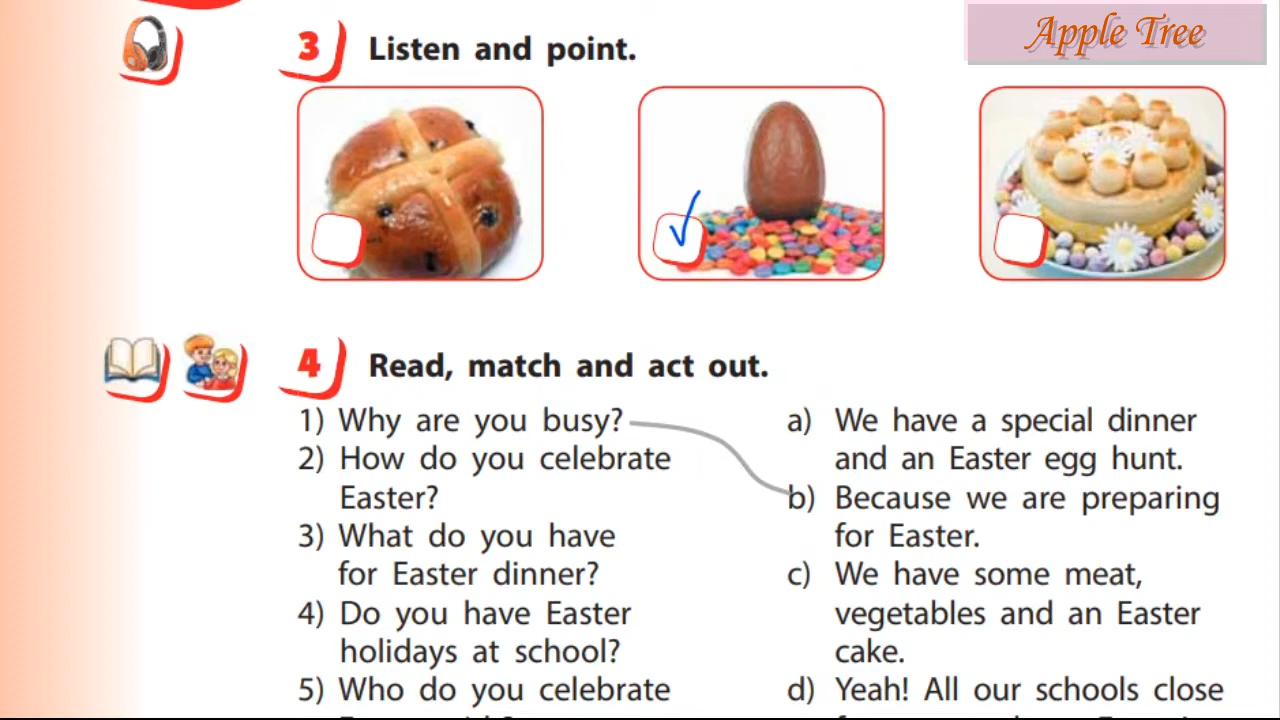 Apple Tree
3 Listen and point.
4 Read, match and act out.
1) Why are you busy?
2) How do you celebrate
Easter?
3) What do you have
for Easter dinner?
4) Do you have Easter
holidays at school?
5) Who do you celebrate
a) We have a special dinner
and an Easter egg hunt.
b) Because we are preparing
for Easter.
c) We have some meat,
vegetables and an Easter
cake.
d) Yeah! All our schools close